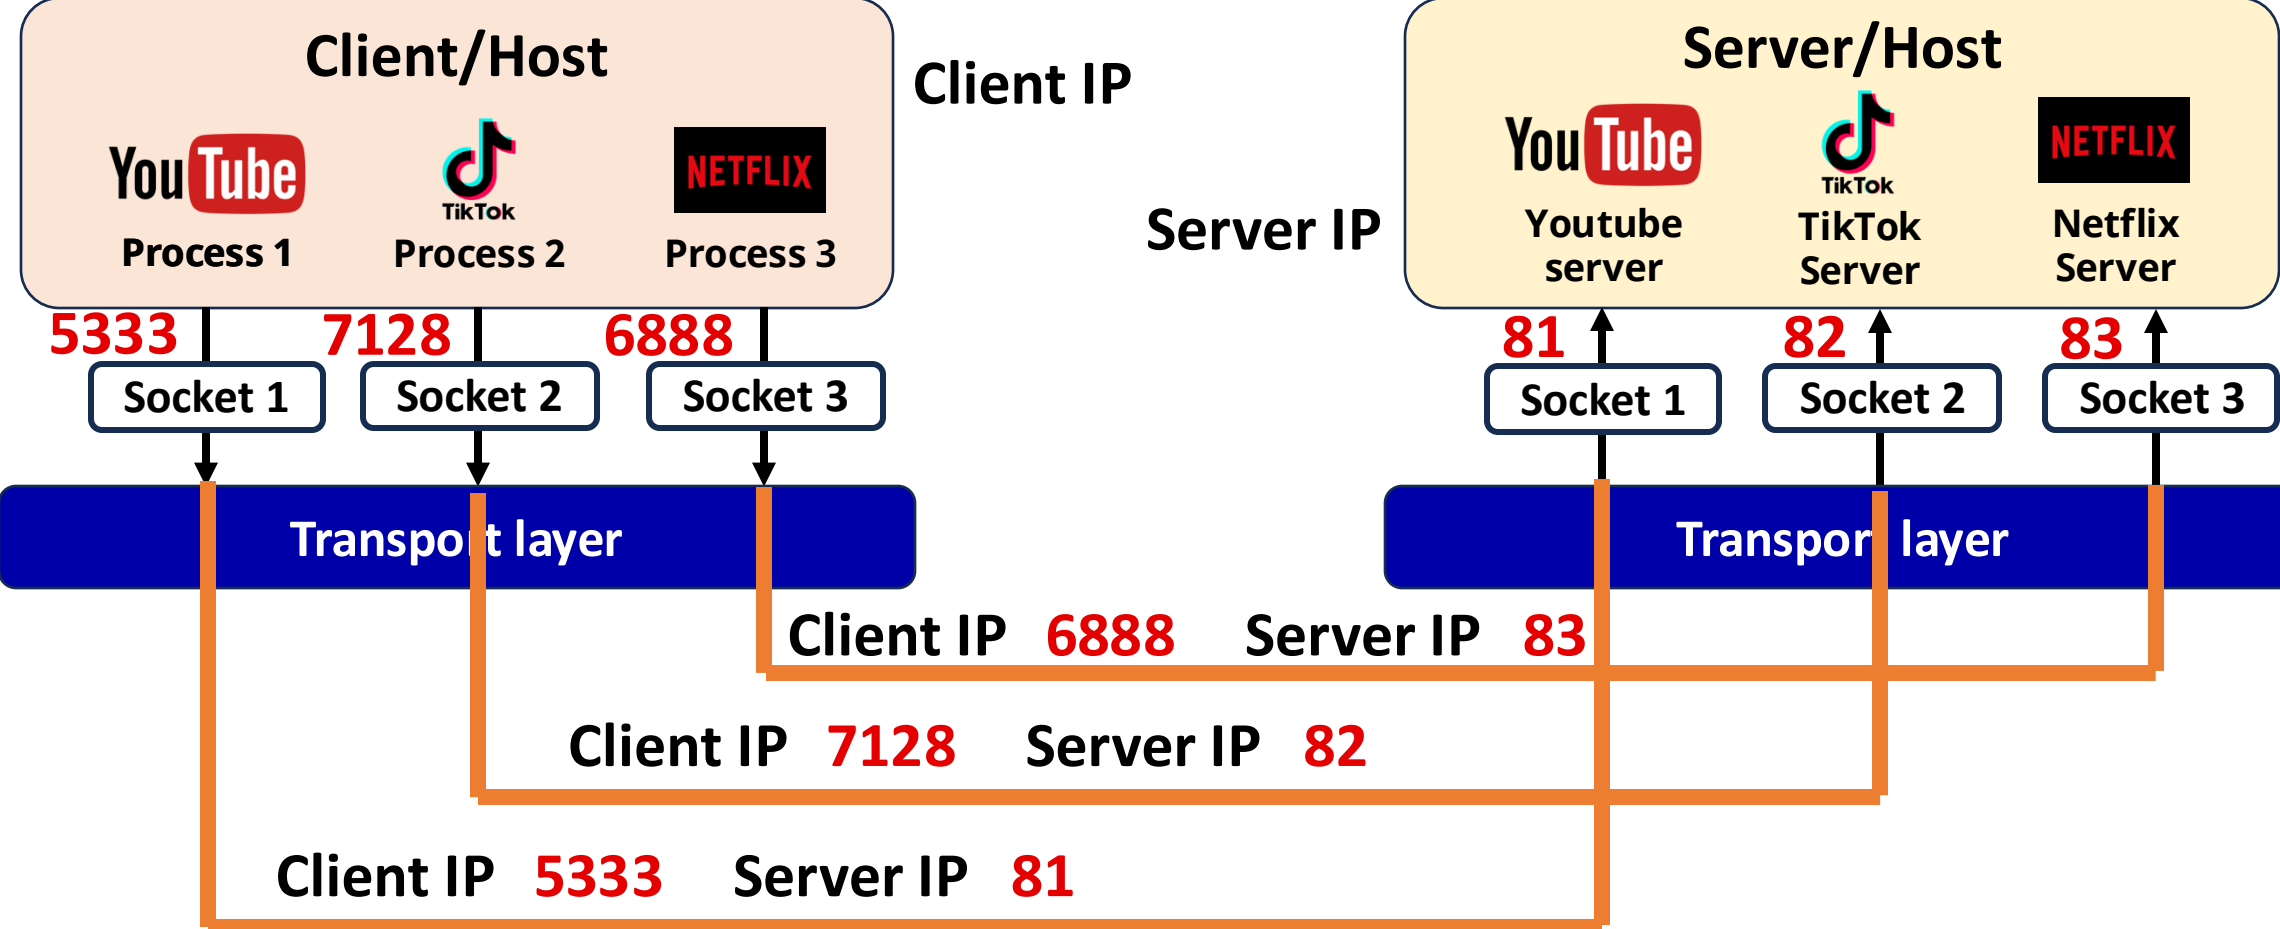 Client/Host
Client IP
YouTube
TikTok
NETFLIX
Process 1
Process 2
Process 3
Server IP
Server/Host
YouTube
TikTok
NETFLIX
Youtube
server
TikTok
Server
Netflix
Server
5333
7128
6888
81
82
83
Socket 1
Socket 2
Socket 3
Socket 1
Socket 2
Socket 3
Transport layer
Transport layer
Client IP 6888 Server IP 83
Client IP 7128 Server IP 82
Client IP 5333 Server IP 81